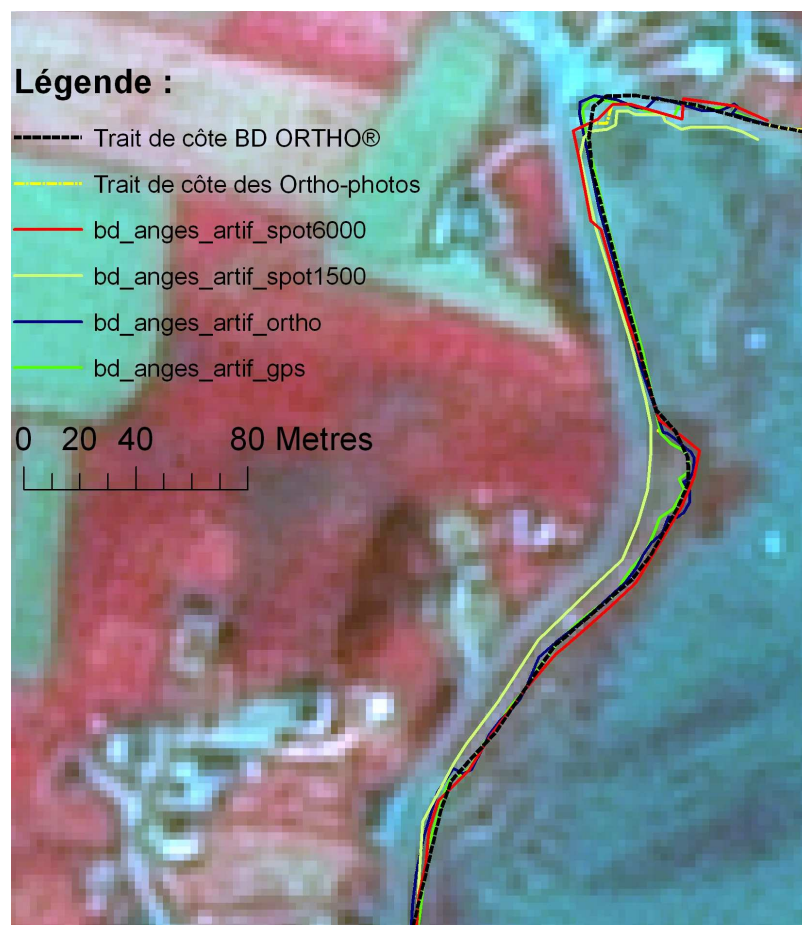 Légende :
Trait de côte BD ORTHO®
Trait de côte des Ortho-photos
bd_anges_artif_spot6000
bd_anges_artif_spot1500
bd_anges_artif_ortho
bd_anges_artif_gps
0 20 40 80 Metres